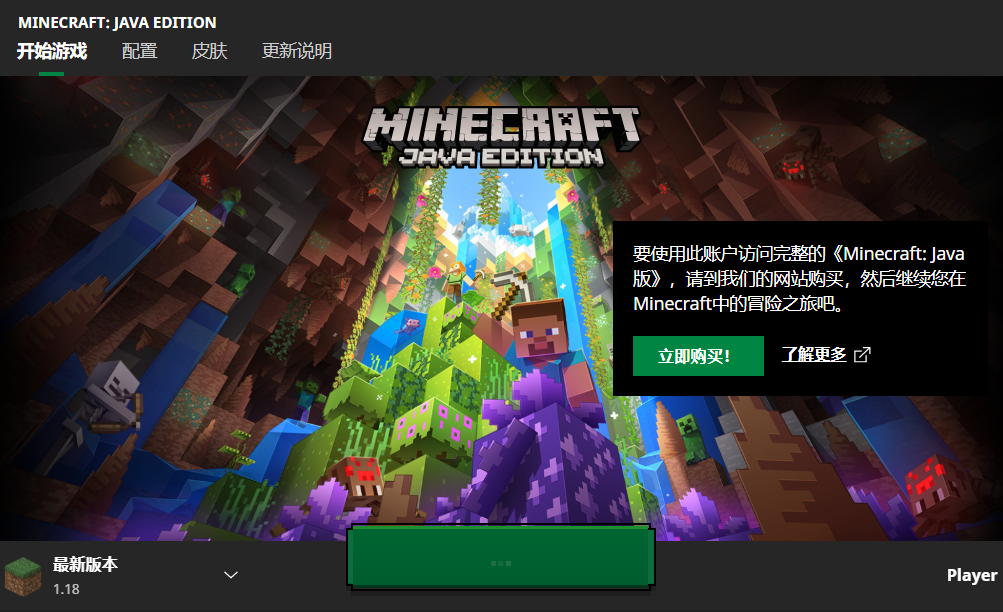 MINECRAFT: JAVA EDITION
开始游戏 配置 皮肤 更新说明
MINECRAFT
JAVA EDITION
要使用此账户访问完整的《Minecraft: Java
版》，请到我们的网站购买，然后继续您在
Minecraft中的冒险之旅吧。
立即购买! 了解更多
最新版本
1.18
Player